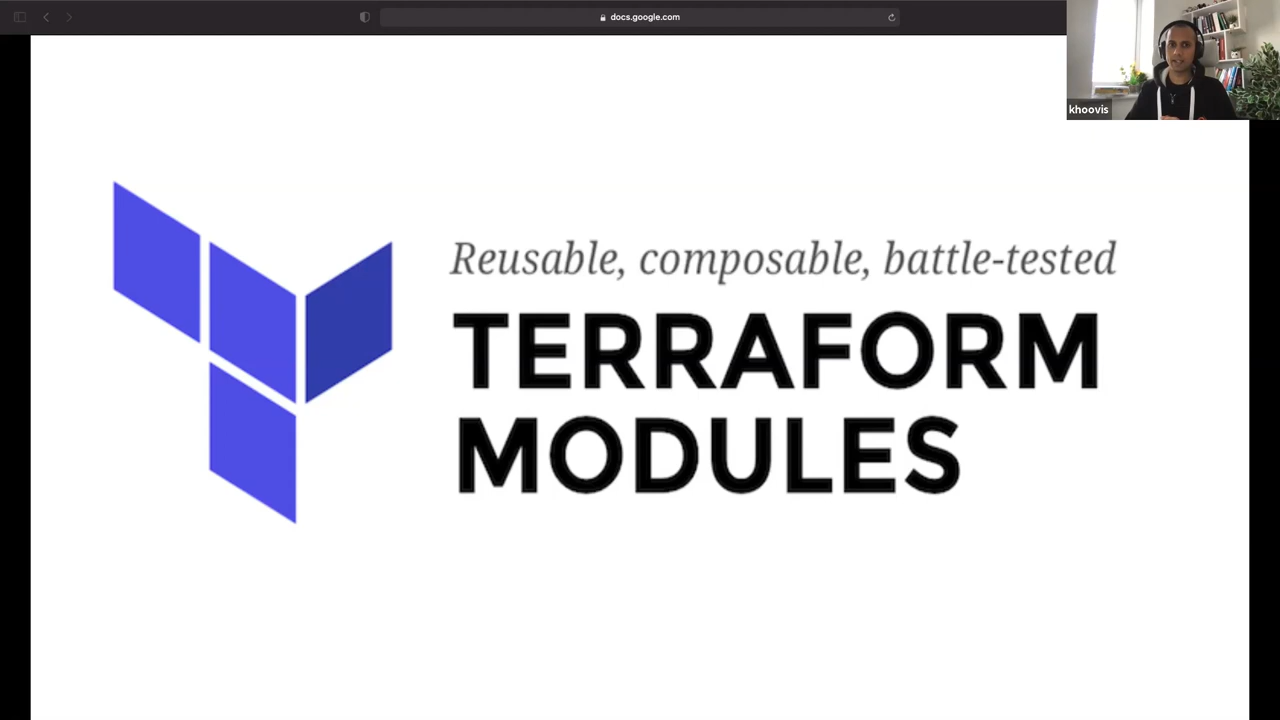 docs.google.com
khoovis
Reusable, composable, battle-tested
TERRAFORM
MODULES